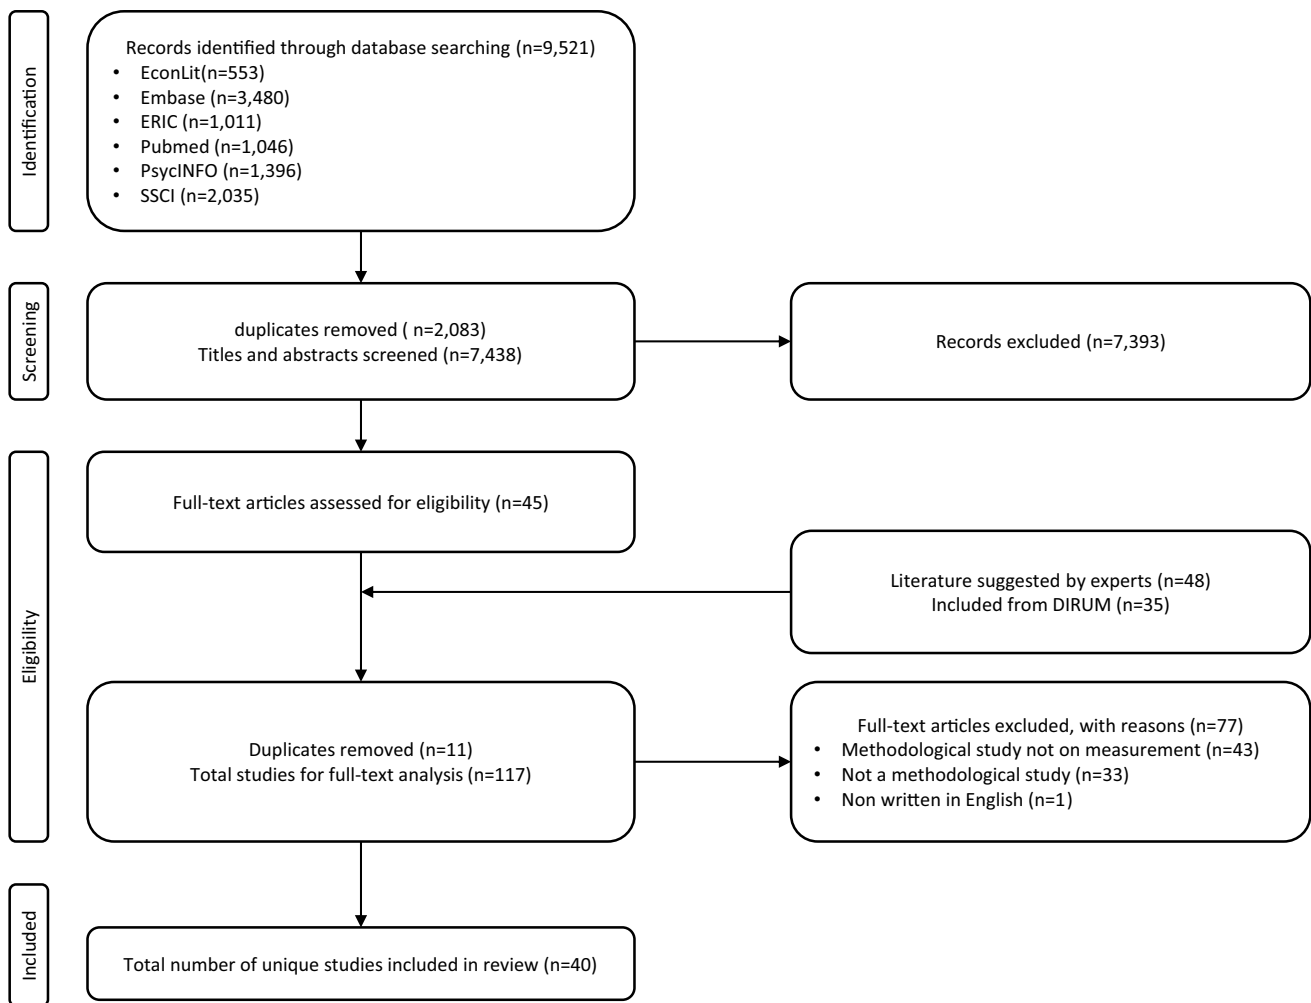 Identification
Records identified through database searching (n=9,521)
• EconLit(n=553)
• Embase (n=3,480)
• ERIC (n=1,011)
• Pubmed (n=1,046)
• PsycINFO (n=1,396)
• SSCI (n=2,035)
Screening
duplicates removed ( n=2,083)
Titles and abstracts screened (n=7,438)
Records excluded (n=7,393)
Eligibility
Full-text articles assessed for eligibility (n=45)
Literature suggested by experts (n=48)
Included from DIRUM (n=35)
Duplicates removed (n=11)
Total studies for full-text analysis (n=117)
Full-text articles excluded, with reasons (n=77)
• Methodological study not on measurement (n=43)
• Not a methodological study (n=33)
• Non written in English (n=1)
Included
Total number of unique studies included in review (n=40)